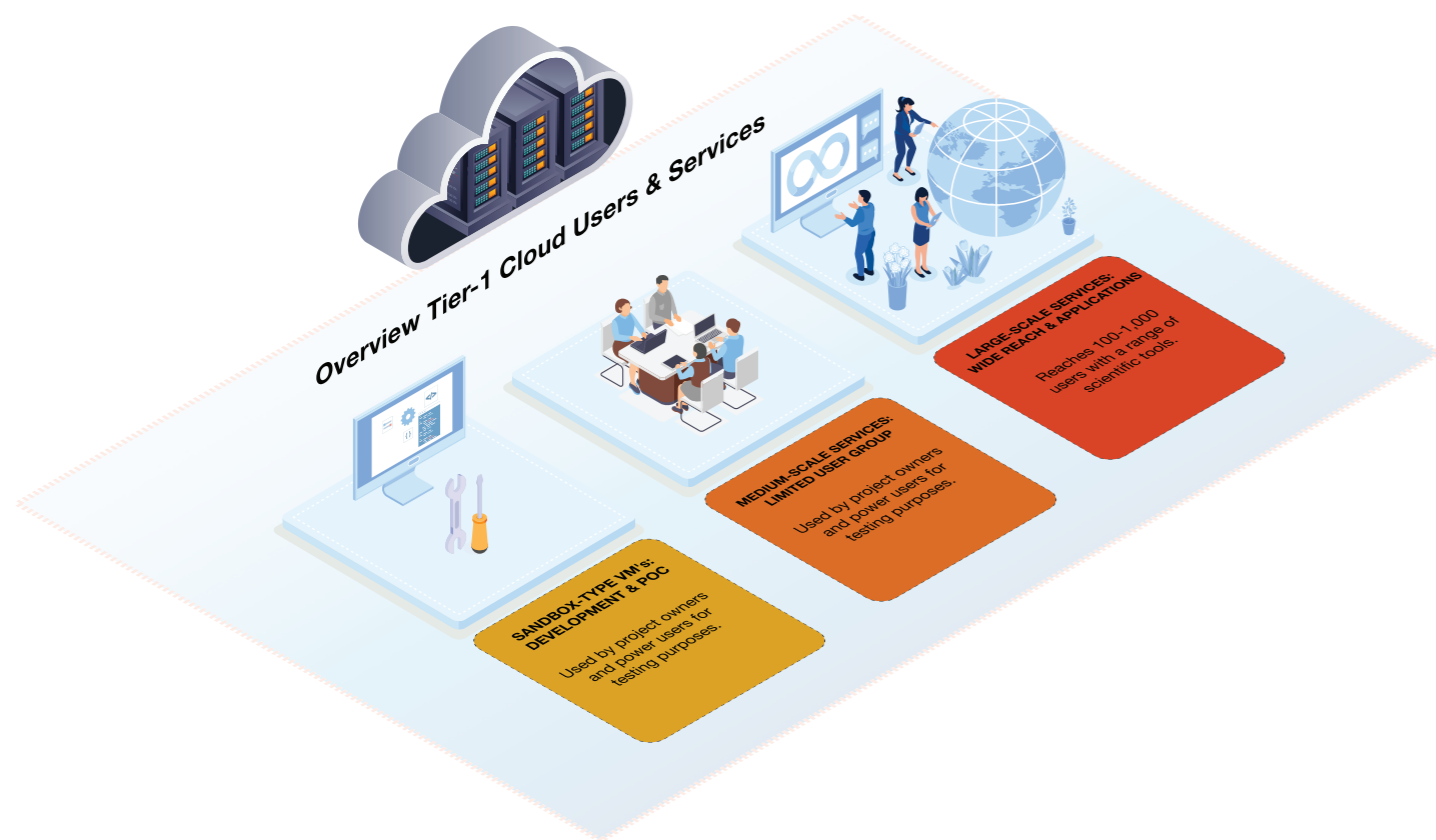 Overview Tier-1 Cloud Users & Services
SANDBOX-TYPE VM's:
DEVELOPMENT & POC
Used by project owners
and power users for
testing purposes.
MEDIUM-SCALE SERVICES:
LIMITED USER GROUP
Used by project owners
and power users for
testing purposes.
LARGE-SCALE SERVICES:
WIDE REACH & APPLICATIONS
Reaches 100-1,000
users with a range of
scientific tools.